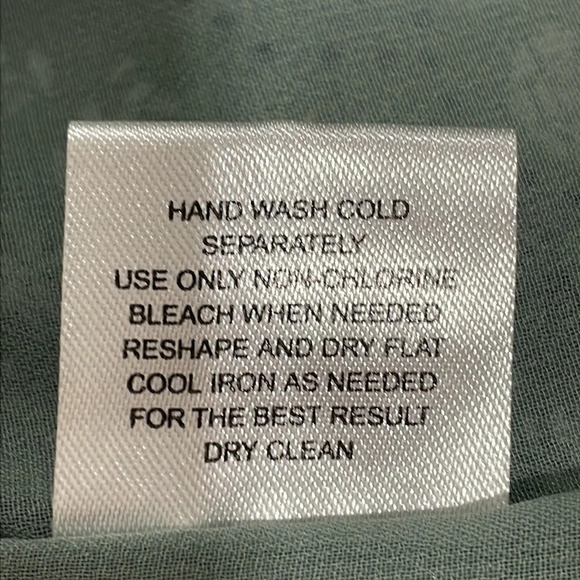 HAND WASH COLD
SEPARATELY
USE ONLY NON-CHLORINE
BLEACH WHEN NEEDED
RESHAPE AND DRY FLAT
COOL IRON AS NEEDED
FOR THE BEST RESULT
DRY CLEAN